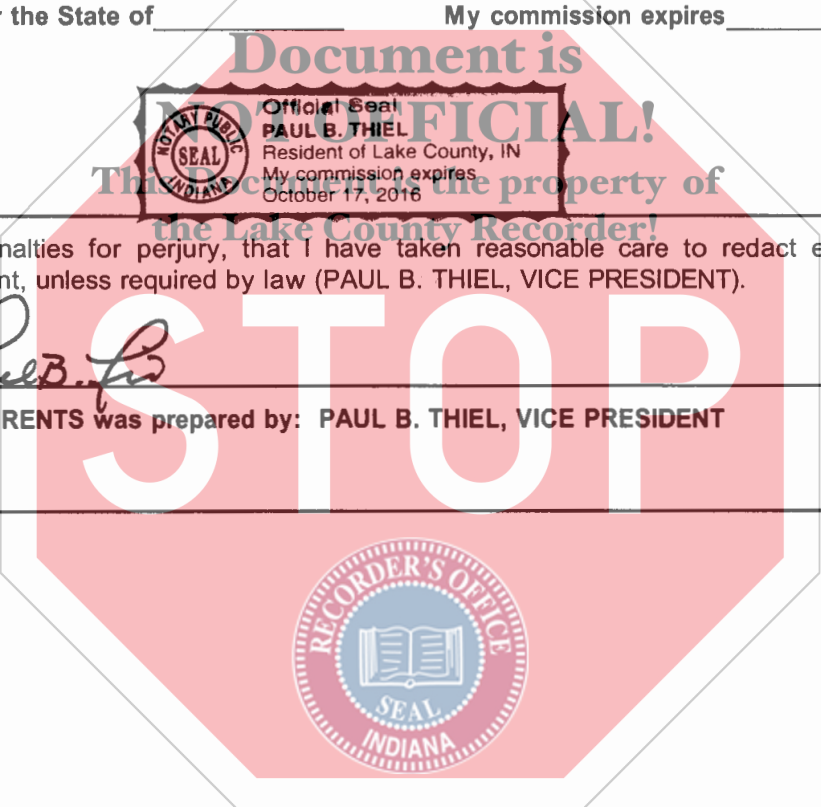 r the State of My commission expires
Document is
NOT OFFICIAL!
This Document is the property of
the Lake County Recorder!
NOTARY PUBLIC
SEAL
INDIANA
Official Seal
PAUL B. THIEL
Resident of Lake County, IN
My commission expires
October 17, 2016
nalties for perjury, that I have taken reasonable care to redact e
nt, unless required by law (PAUL B. THIEL, VICE PRESIDENT).
RENTS was prepared by: PAUL B. THIEL, VICE PRESIDENT
STOP
RECORDER'S OFFICE
SEAL
INDIANA